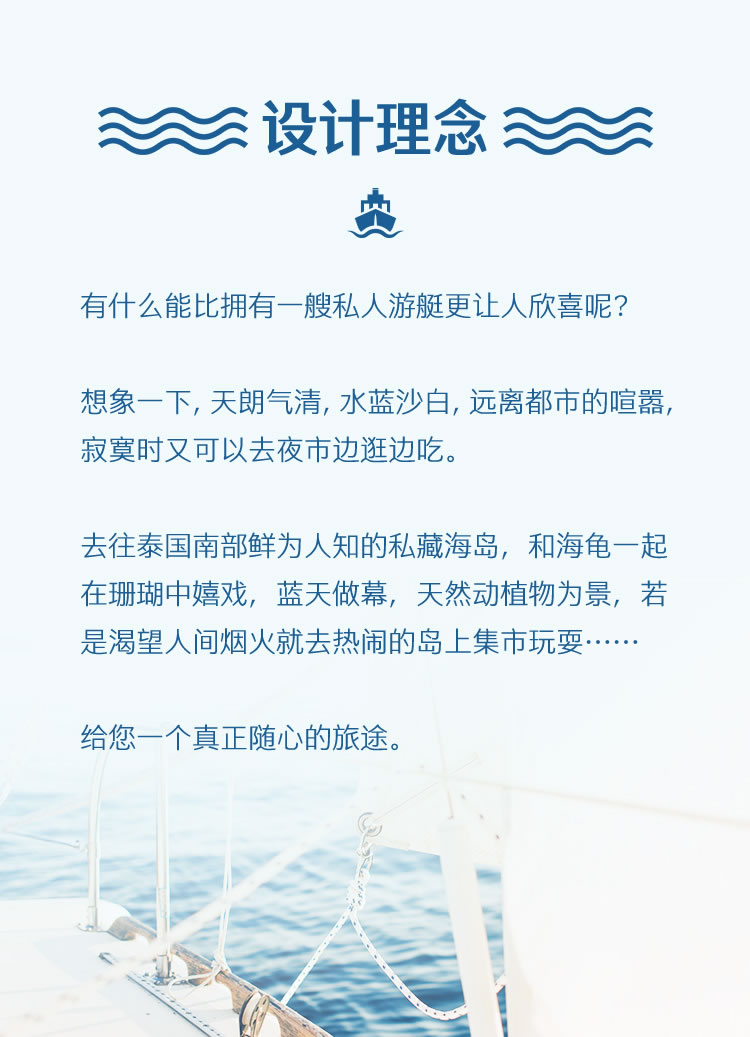 设计理念
有什么能比拥有一艘私人游艇更让人欣喜呢？
想象一下, 天朗气清, 水蓝沙白, 远离都市的喧嚣,
寂寞时又可以去夜市边逛边吃。
去往泰国南部鲜为人知的私藏海岛，和海龟一起
在珊瑚中嬉戏，蓝天做幕，天然动植物为景，若
是渴望人间烟火就去热闹的岛上集市玩耍……
给您一个真正随心的旅途。